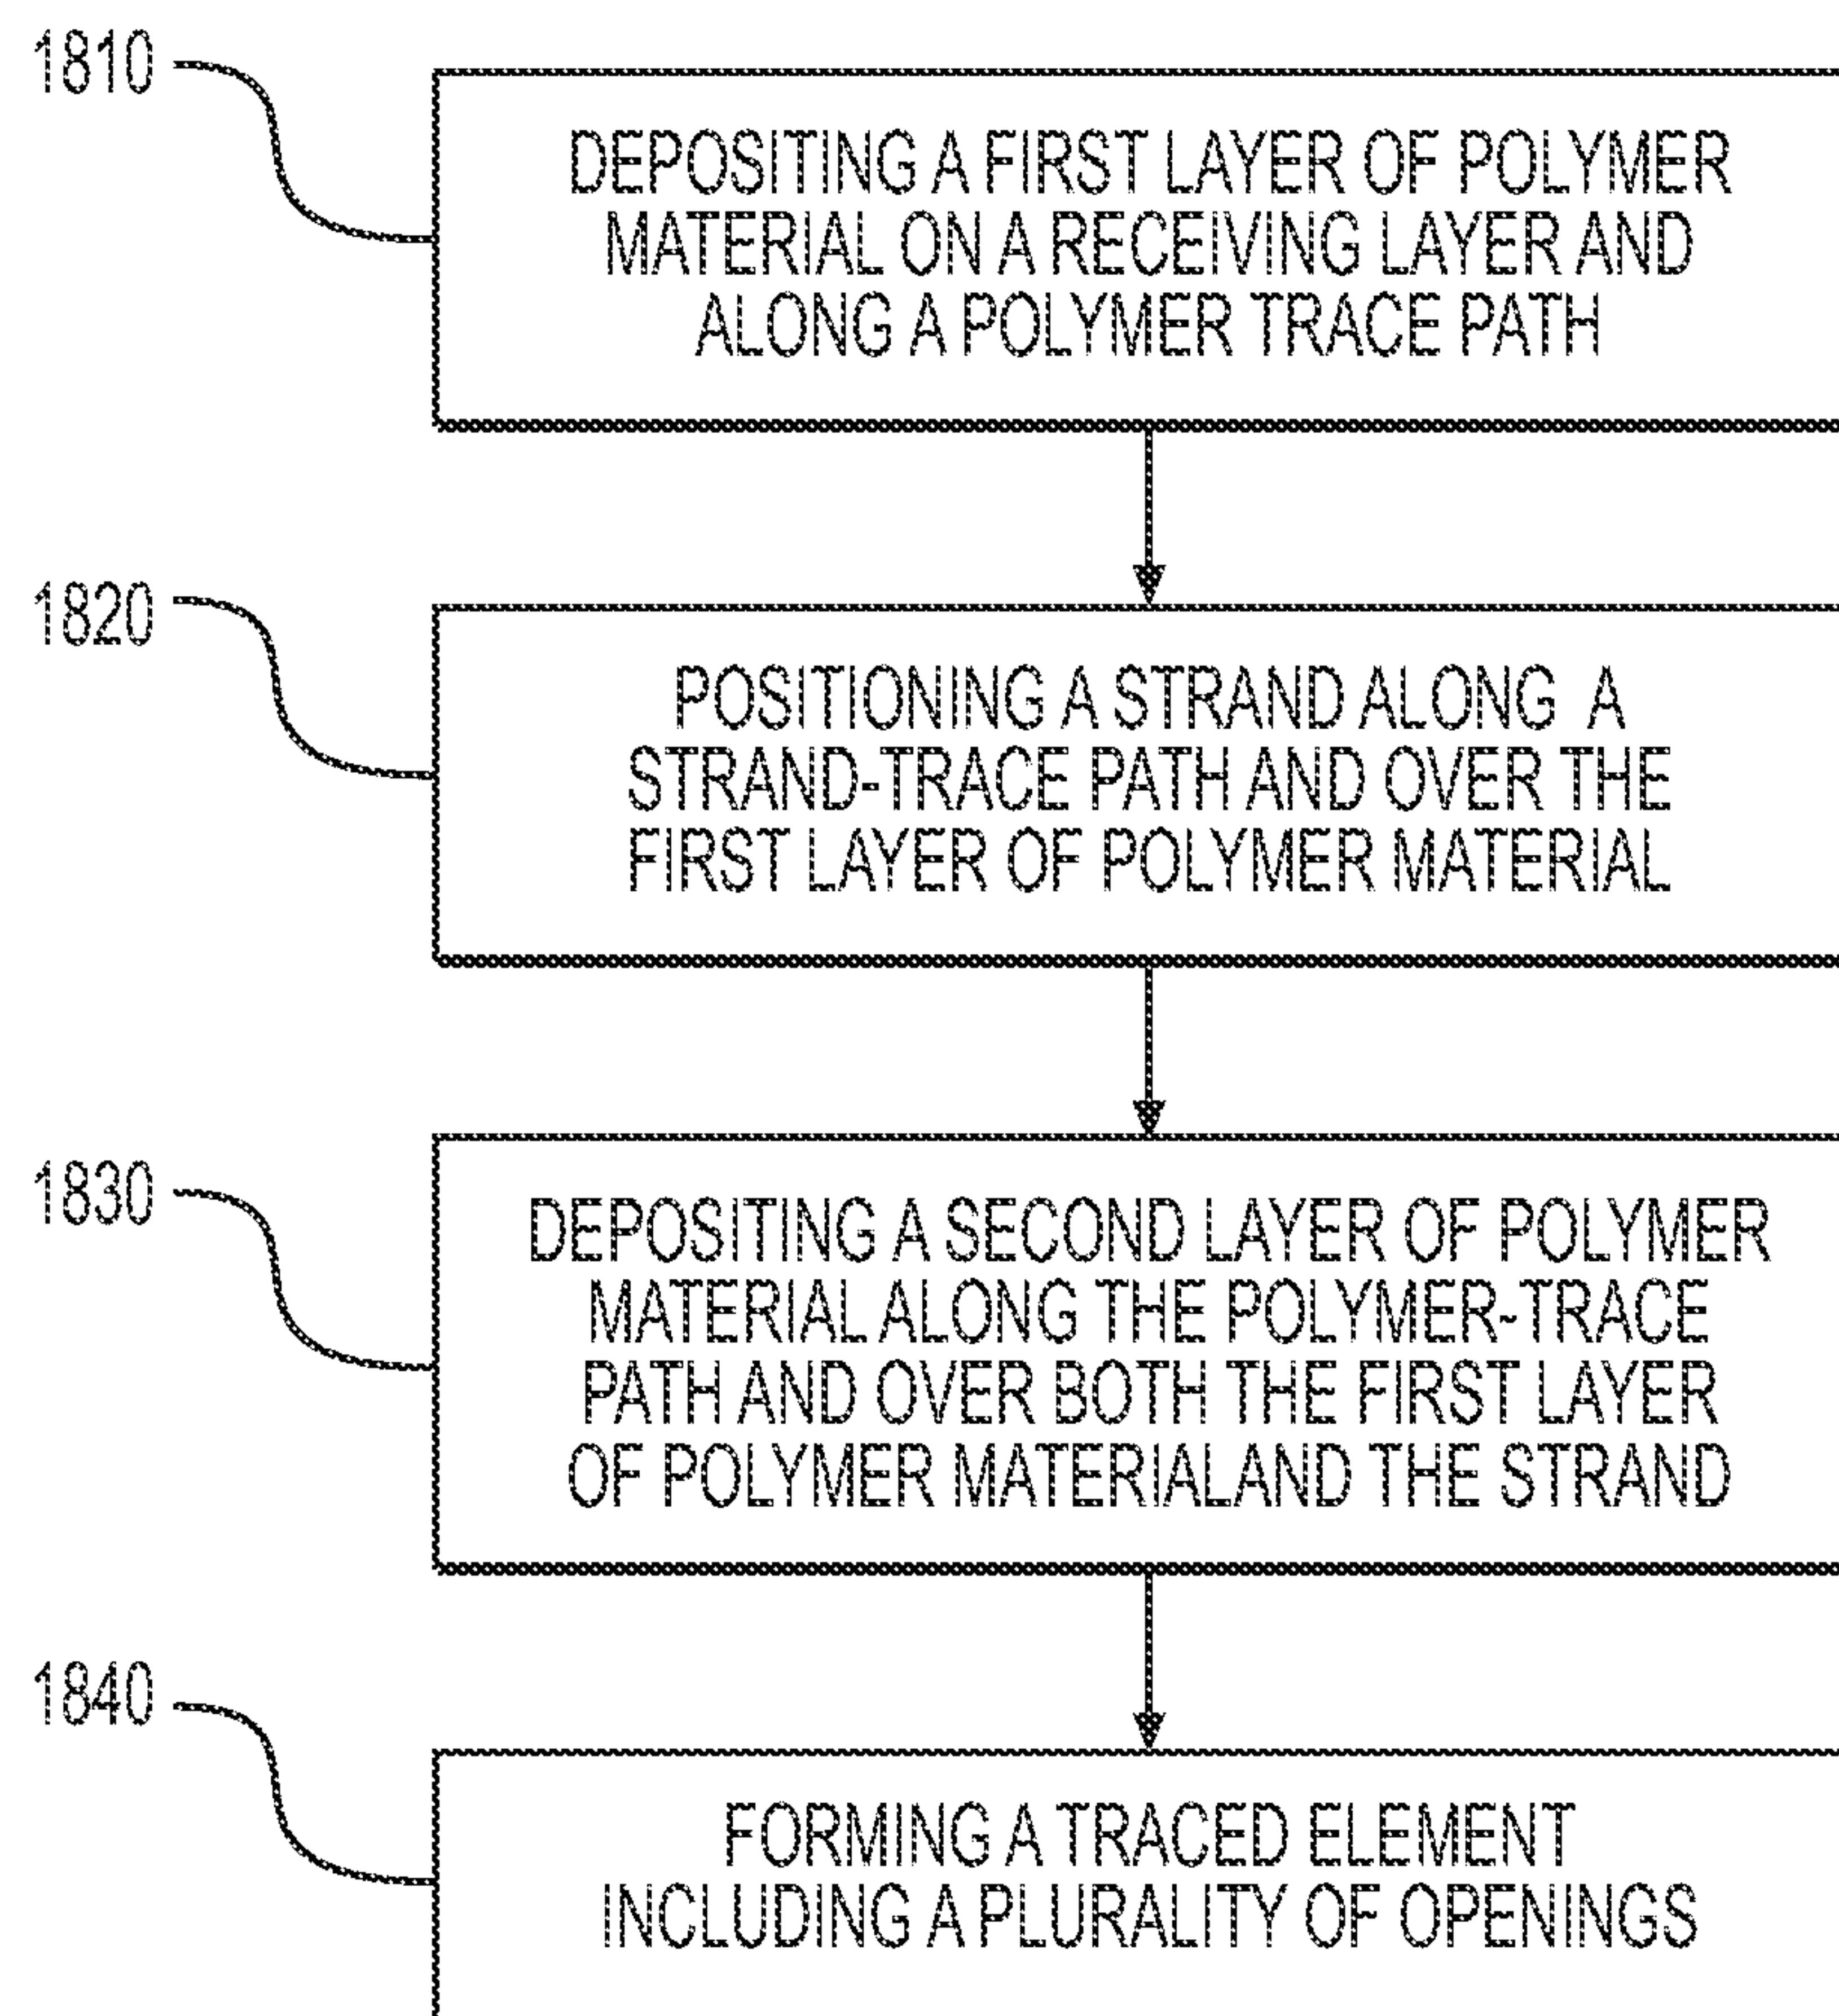 1810
DEPOSITING A FIRST LAYER OF POLYMER
MATERIAL ON A RECEIVING LAYER AND
ALONG A POLYMER TRACE PATH
1820
POSITIONING A STRAND ALONG A
STRAND-TRACE PATH AND OVER THE
FIRST LAYER OF POLYMER MATERIAL
1830
DEPOSITING A SECOND LAYER OF POLYMER
MATERIAL ALONG THE POLYMER-TRACE
PATH AND OVER BOTH THE FIRST LAYER
OF POLYMER MATERIALAND THE STRAND
1840
FORMING A TRACED ELEMENT
INCLUDING A PLURALITY OF OPENINGS